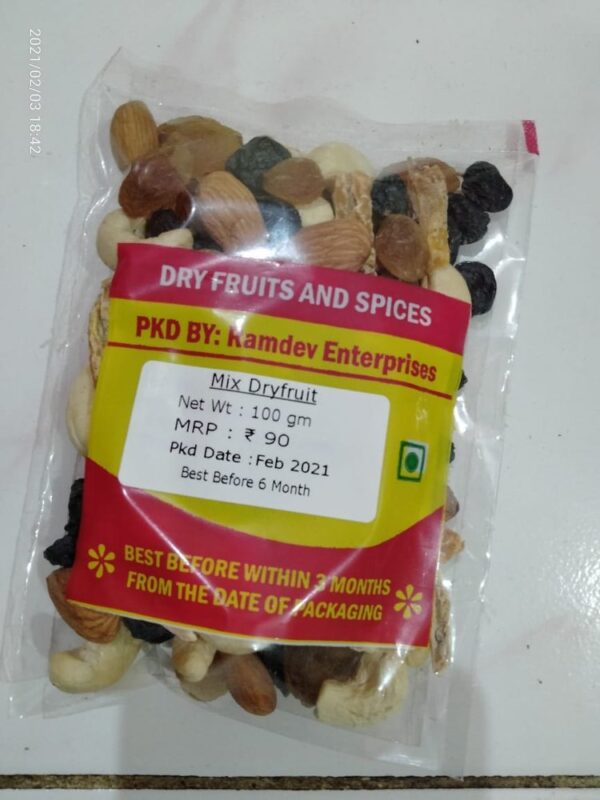 2021/02/03 18:42
DRY FRUITS AND SPICES
PKD BY: Ramdev Enterprises
Mix Dryfruit
Net Wt : 100 gm
MRP : ₹ 90
Pkd Date :Feb 2021
Best Before 6 Month
BEST BEFORE WITHIN 3 MONTHS
FROM THE DATE OF PACKAGING